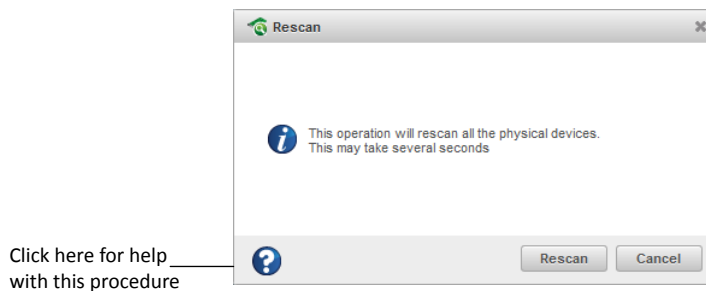 Rescan
This operation will rescan all the physical devices.
This may take several seconds
Click here for help
with this procedure
Rescan
Cancel